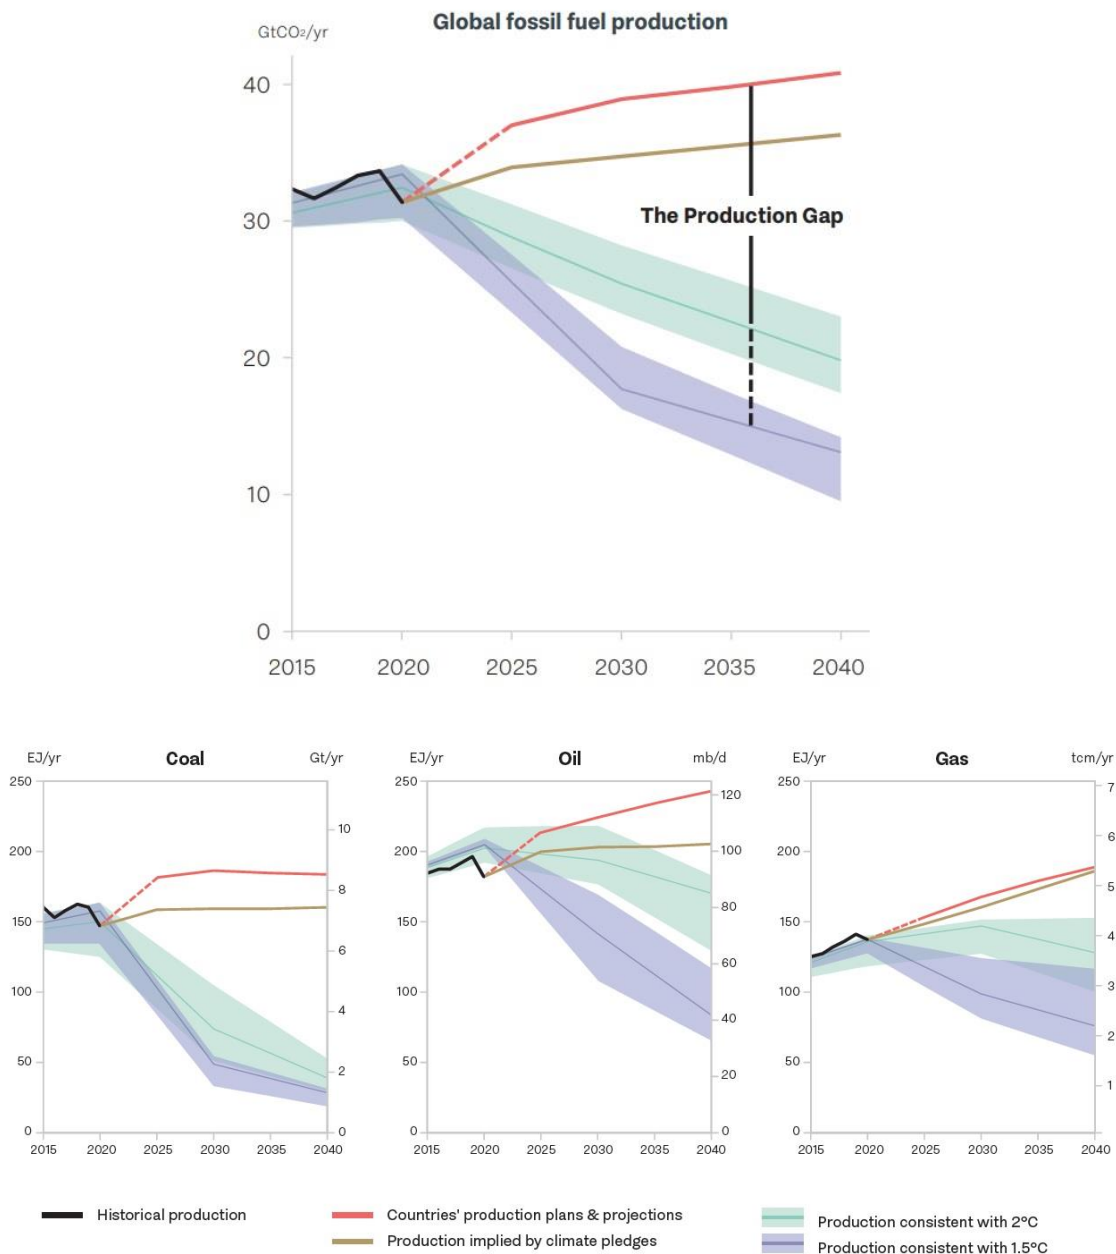 Global fossil fuel production
GtCO2/yr
40
30
20
10
0
The Production Gap
2015 2020 2025 2030 2035 2040
EJ/yr Coal Gt/yr
250
200
150
100
50
0
10
8
6
4
2
0
2015 2020 2025 2030 2035 2040
EJ/yr Oil mb/d
250
200
150
100
50
0
120
100
80
60
40
20
0
2015 2020 2025 2030 2035 2040
EJ/yr Gas tcm/yr
250
200
150
100
50
0
7
6
5
4
3
2
1
2015 2020 2025 2030 2035 2040
Historical production
Countries' production plans & projections
Production implied by climate pledges
Production consistent with 2°C
Production consistent with 1.5°C